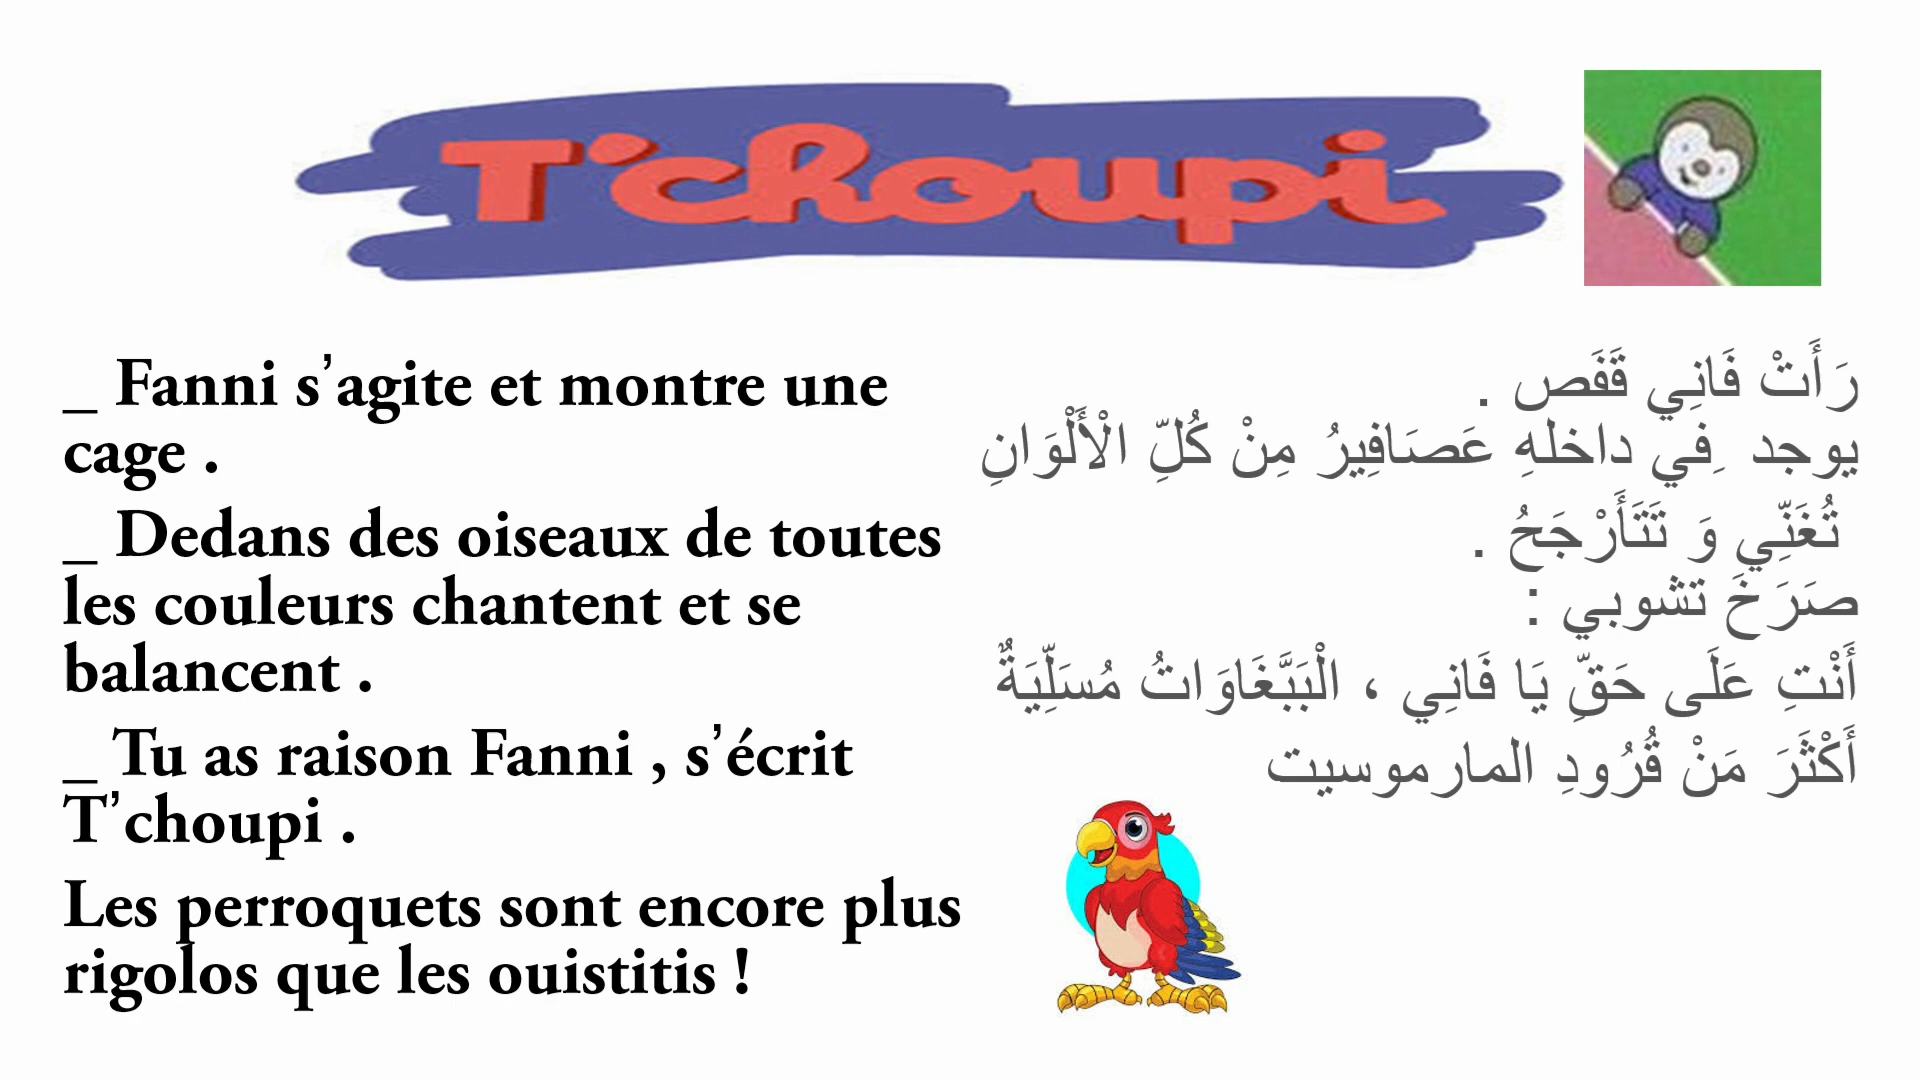 T'choupi
_ Fanni s’agite et montre une
cage .
_ Dedans des oiseaux de toutes
les couleurs chantent et se
balancent .
_ Tu as raison Fanni , s’écrit
T’choupi .
Les perroquets sont encore plus
rigolos que les ouistitis !
رَأَتْ فَانِي قَفَص .
يوجد ِفي داخلهِ عَصَافِيرُ مِنْ كُلِّ الْأَلْوَانِ
تُغَنِّي وَ تَتَأَرْجَحُ .
صَرَخَ تشوبي :
أَنْتِ عَلَى حَقِّ يَا فَانِي ، الْبَبَّغَاوَاتُ مُسَلِّيَةٌ
أَكْثَرَ مَنْ قُرُودِ المارموسيت